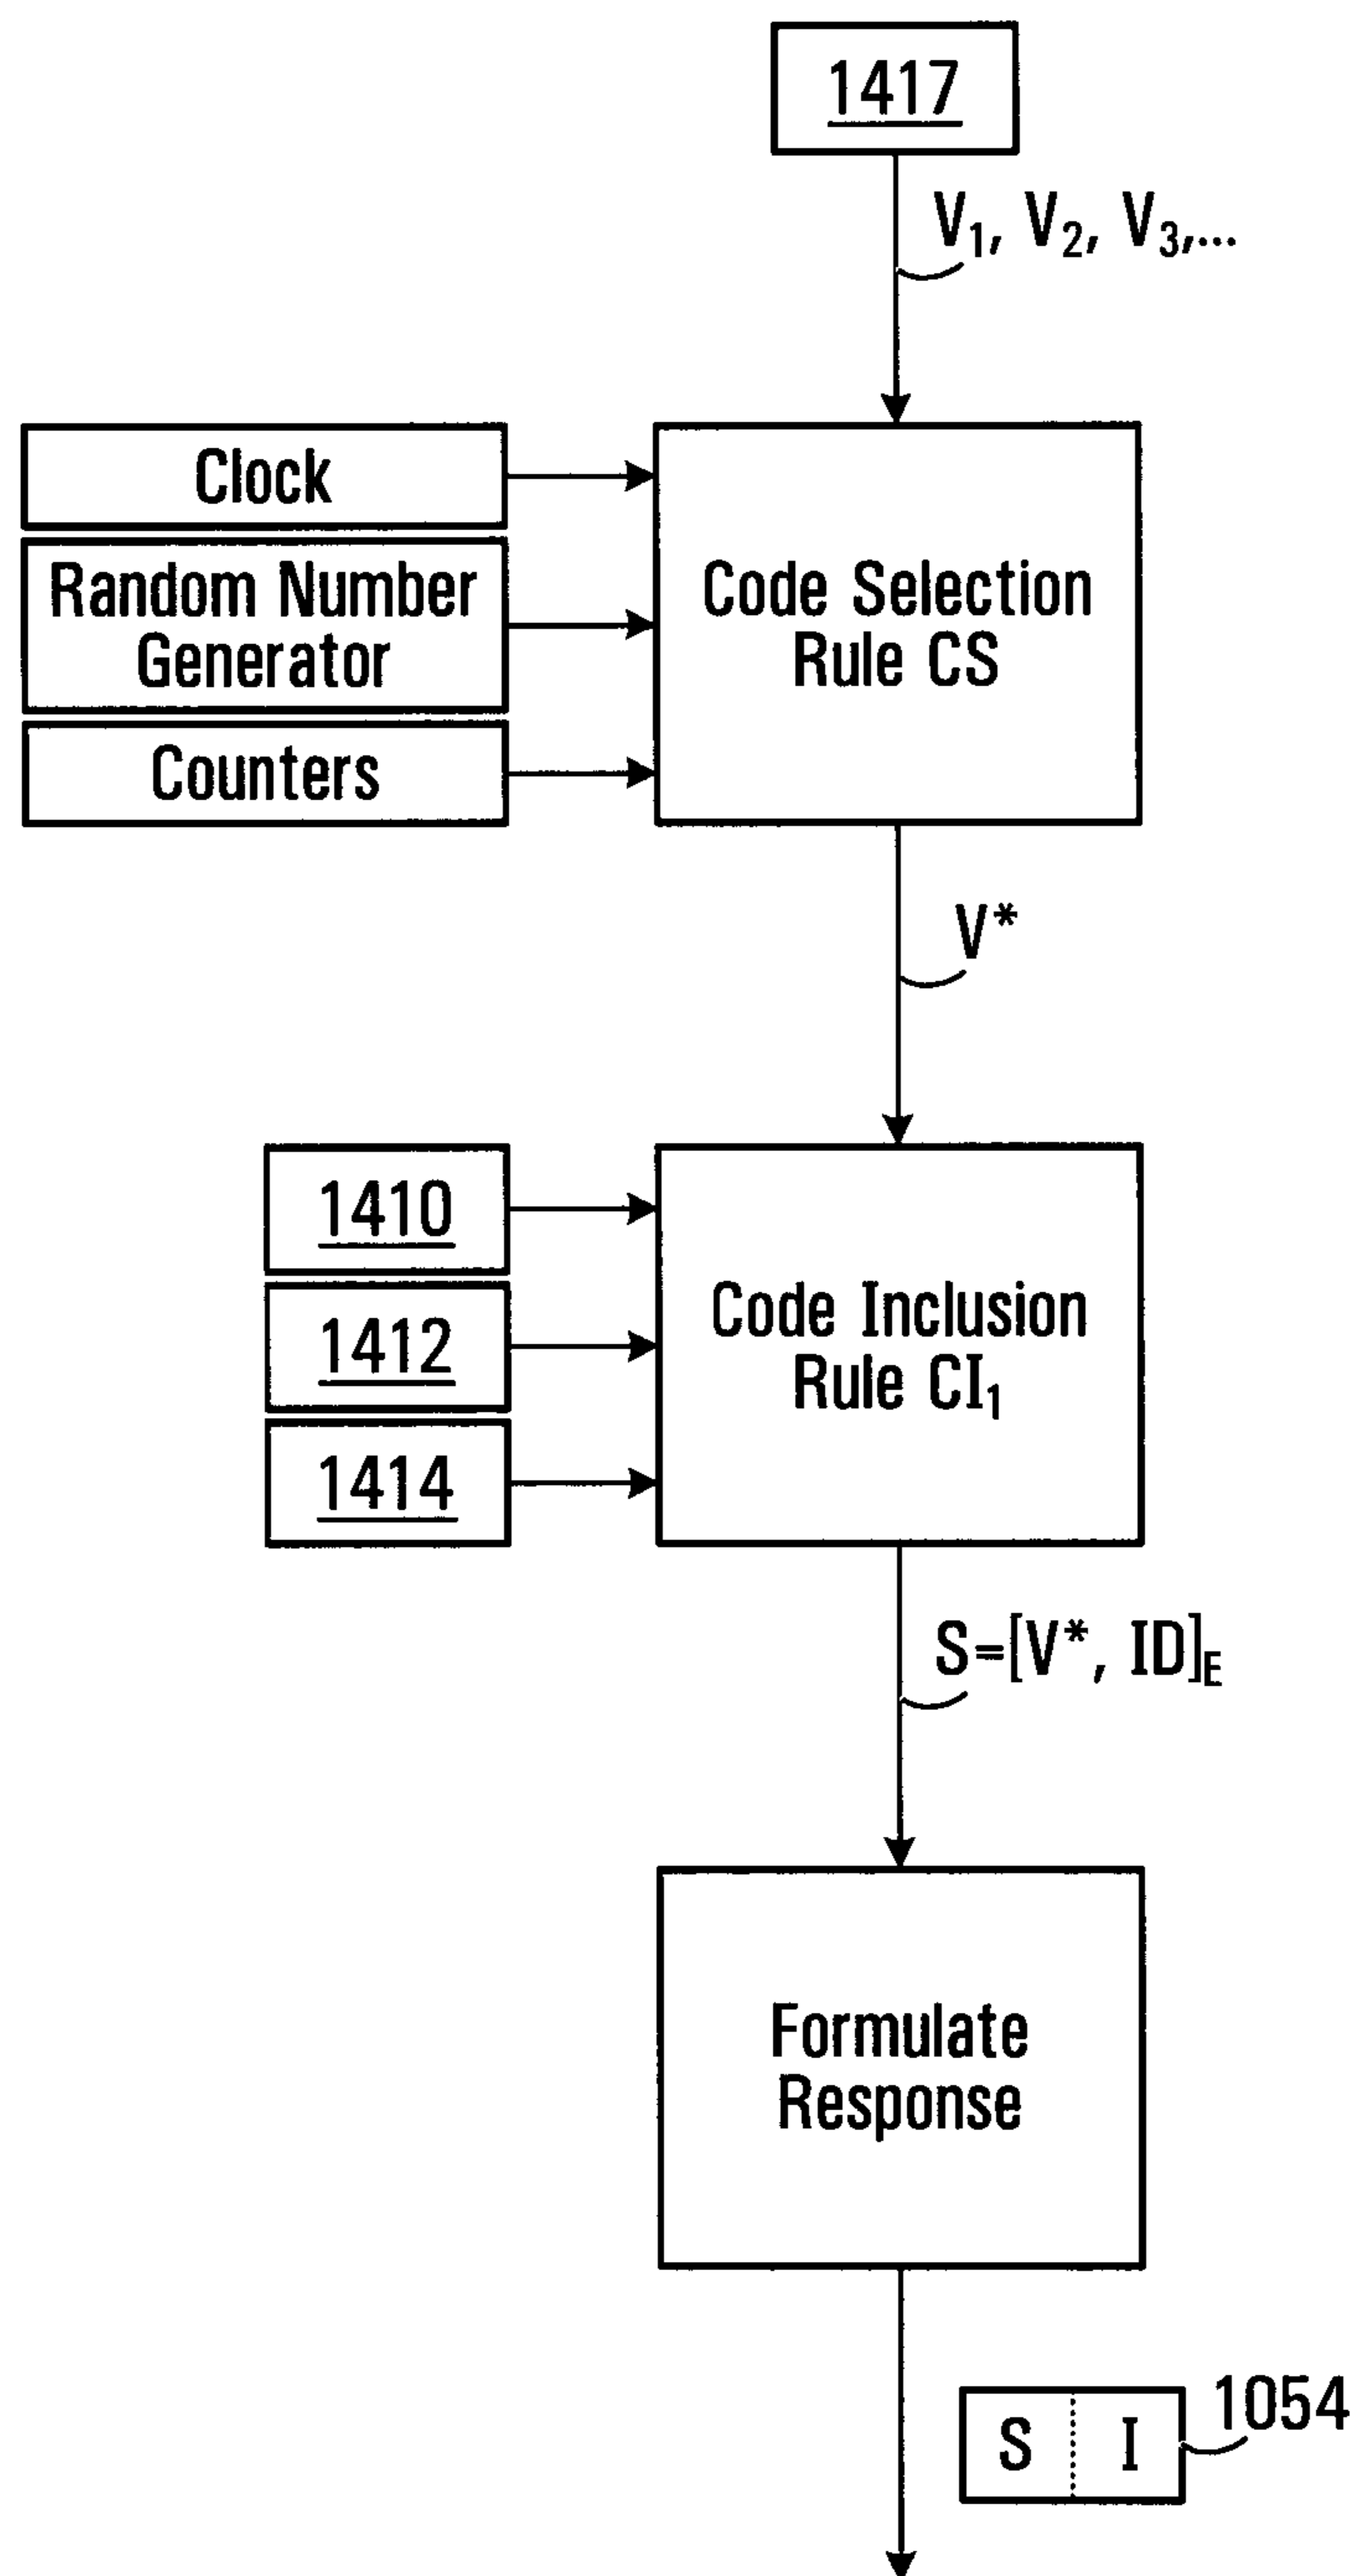 1417
V₁, V₂, V₃,...
Clock
Random Number
Generator
Counters
Code Selection
Rule CS
V*
1410
1412
1414
Code Inclusion
Rule CI₁
S=[V*, ID]_E
Formulate
Response
S I
1054